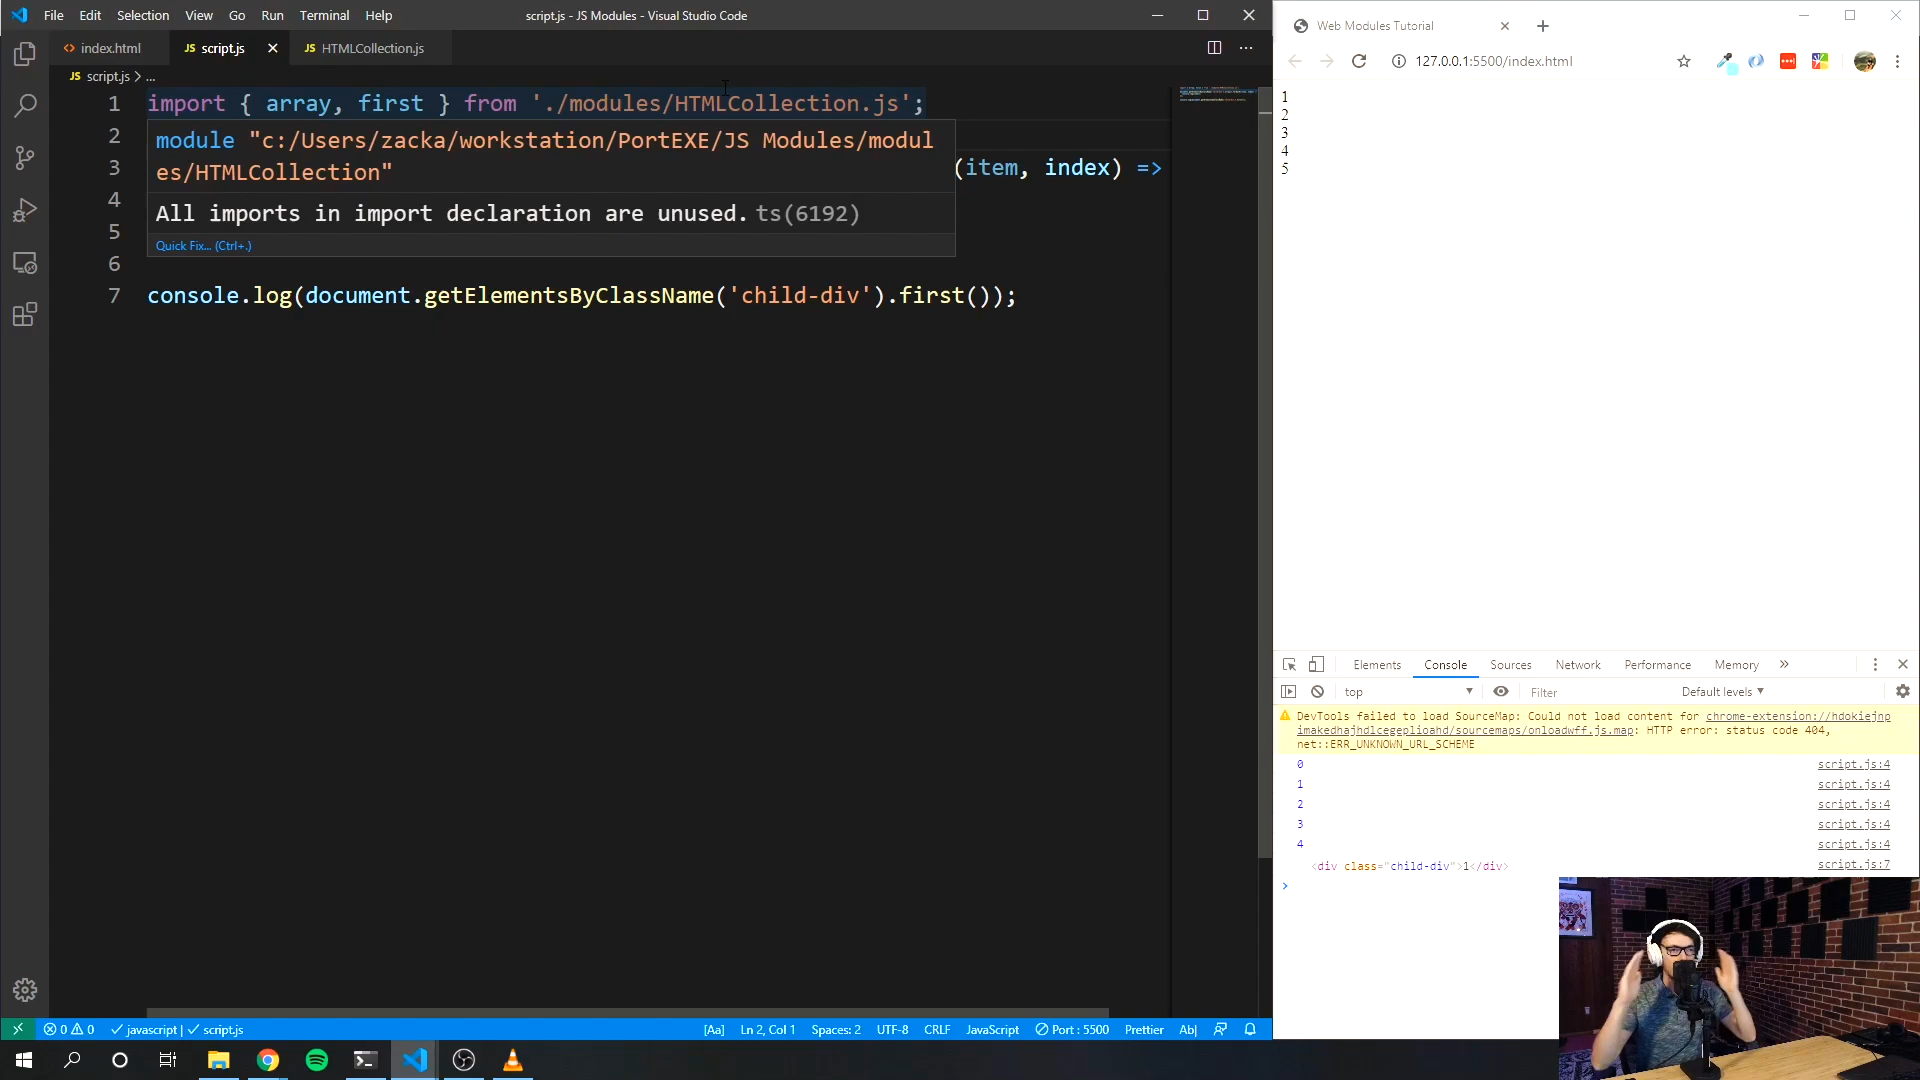 File Edit Selection View Go Run Terminal Help
script.js - JS Modules - Visual Studio Code
index.html
JS script.js
JS HTMLCollection.js
JS script.js > ...
1 import { array, first } from './modules/HTMLCollection.js';
2
module "c:/Users/zacka/workstation/PortEXE/JS Modules/modul
es/HTMLCollection"
3 (item, index) =>
4
All imports in import declaration are unused. ts(6192)
5
Quick Fix... (Ctrl+.)
6
7 console.log(document.getElementsByClassName('child-div').first());
0 0
javascript | script.js
[Aa]
Ln 2, Col 1
Spaces: 2
UTF-8
CRLF
JavaScript
Port : 5500
Prettier
Ab|
Web Modules Tutorial
127.0.0.1:5500/index.html
1
2
3
4
5
Elements Console Sources Network Performance Memory
top
Filter
Default levels
DevTools failed to load SourceMap: Could not load content for chrome-extension://hdokiejnp
imakedhajhdlcegeplioahd/sourcemaps/onloadwff.js.map: HTTP error: status code 404,
net::ERR_UNKNOWN_URL_SCHEME
0 script.js:4
1 script.js:4
2 script.js:4
3 script.js:4
4 script.js:4
<div class="child-div">1</div> script.js:7